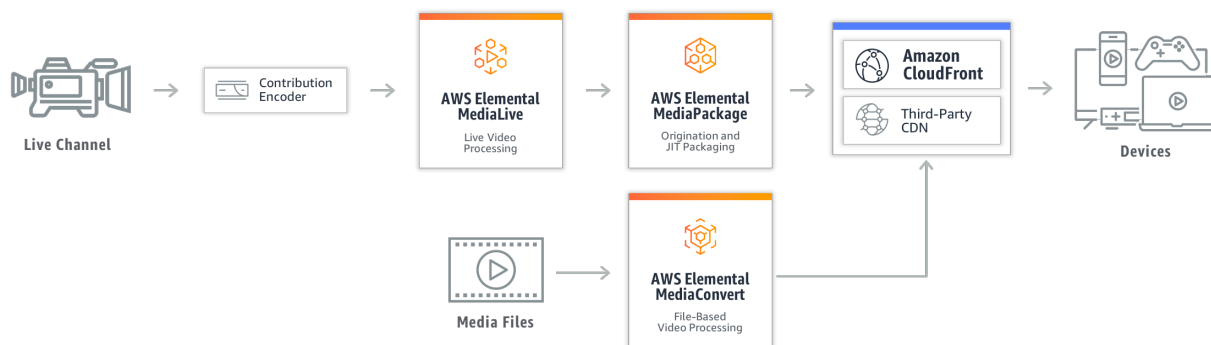 Live Channel
Contribution
Encoder
AWS Elemental
MediaLive
Live Video
Processing
AWS Elemental
MediaPackage
Origination and
JIT Packaging
Amazon
CloudFront
Third-Party
CDN
Devices
Media Files
AWS Elemental
MediaConvert
File-Based
Video Processing